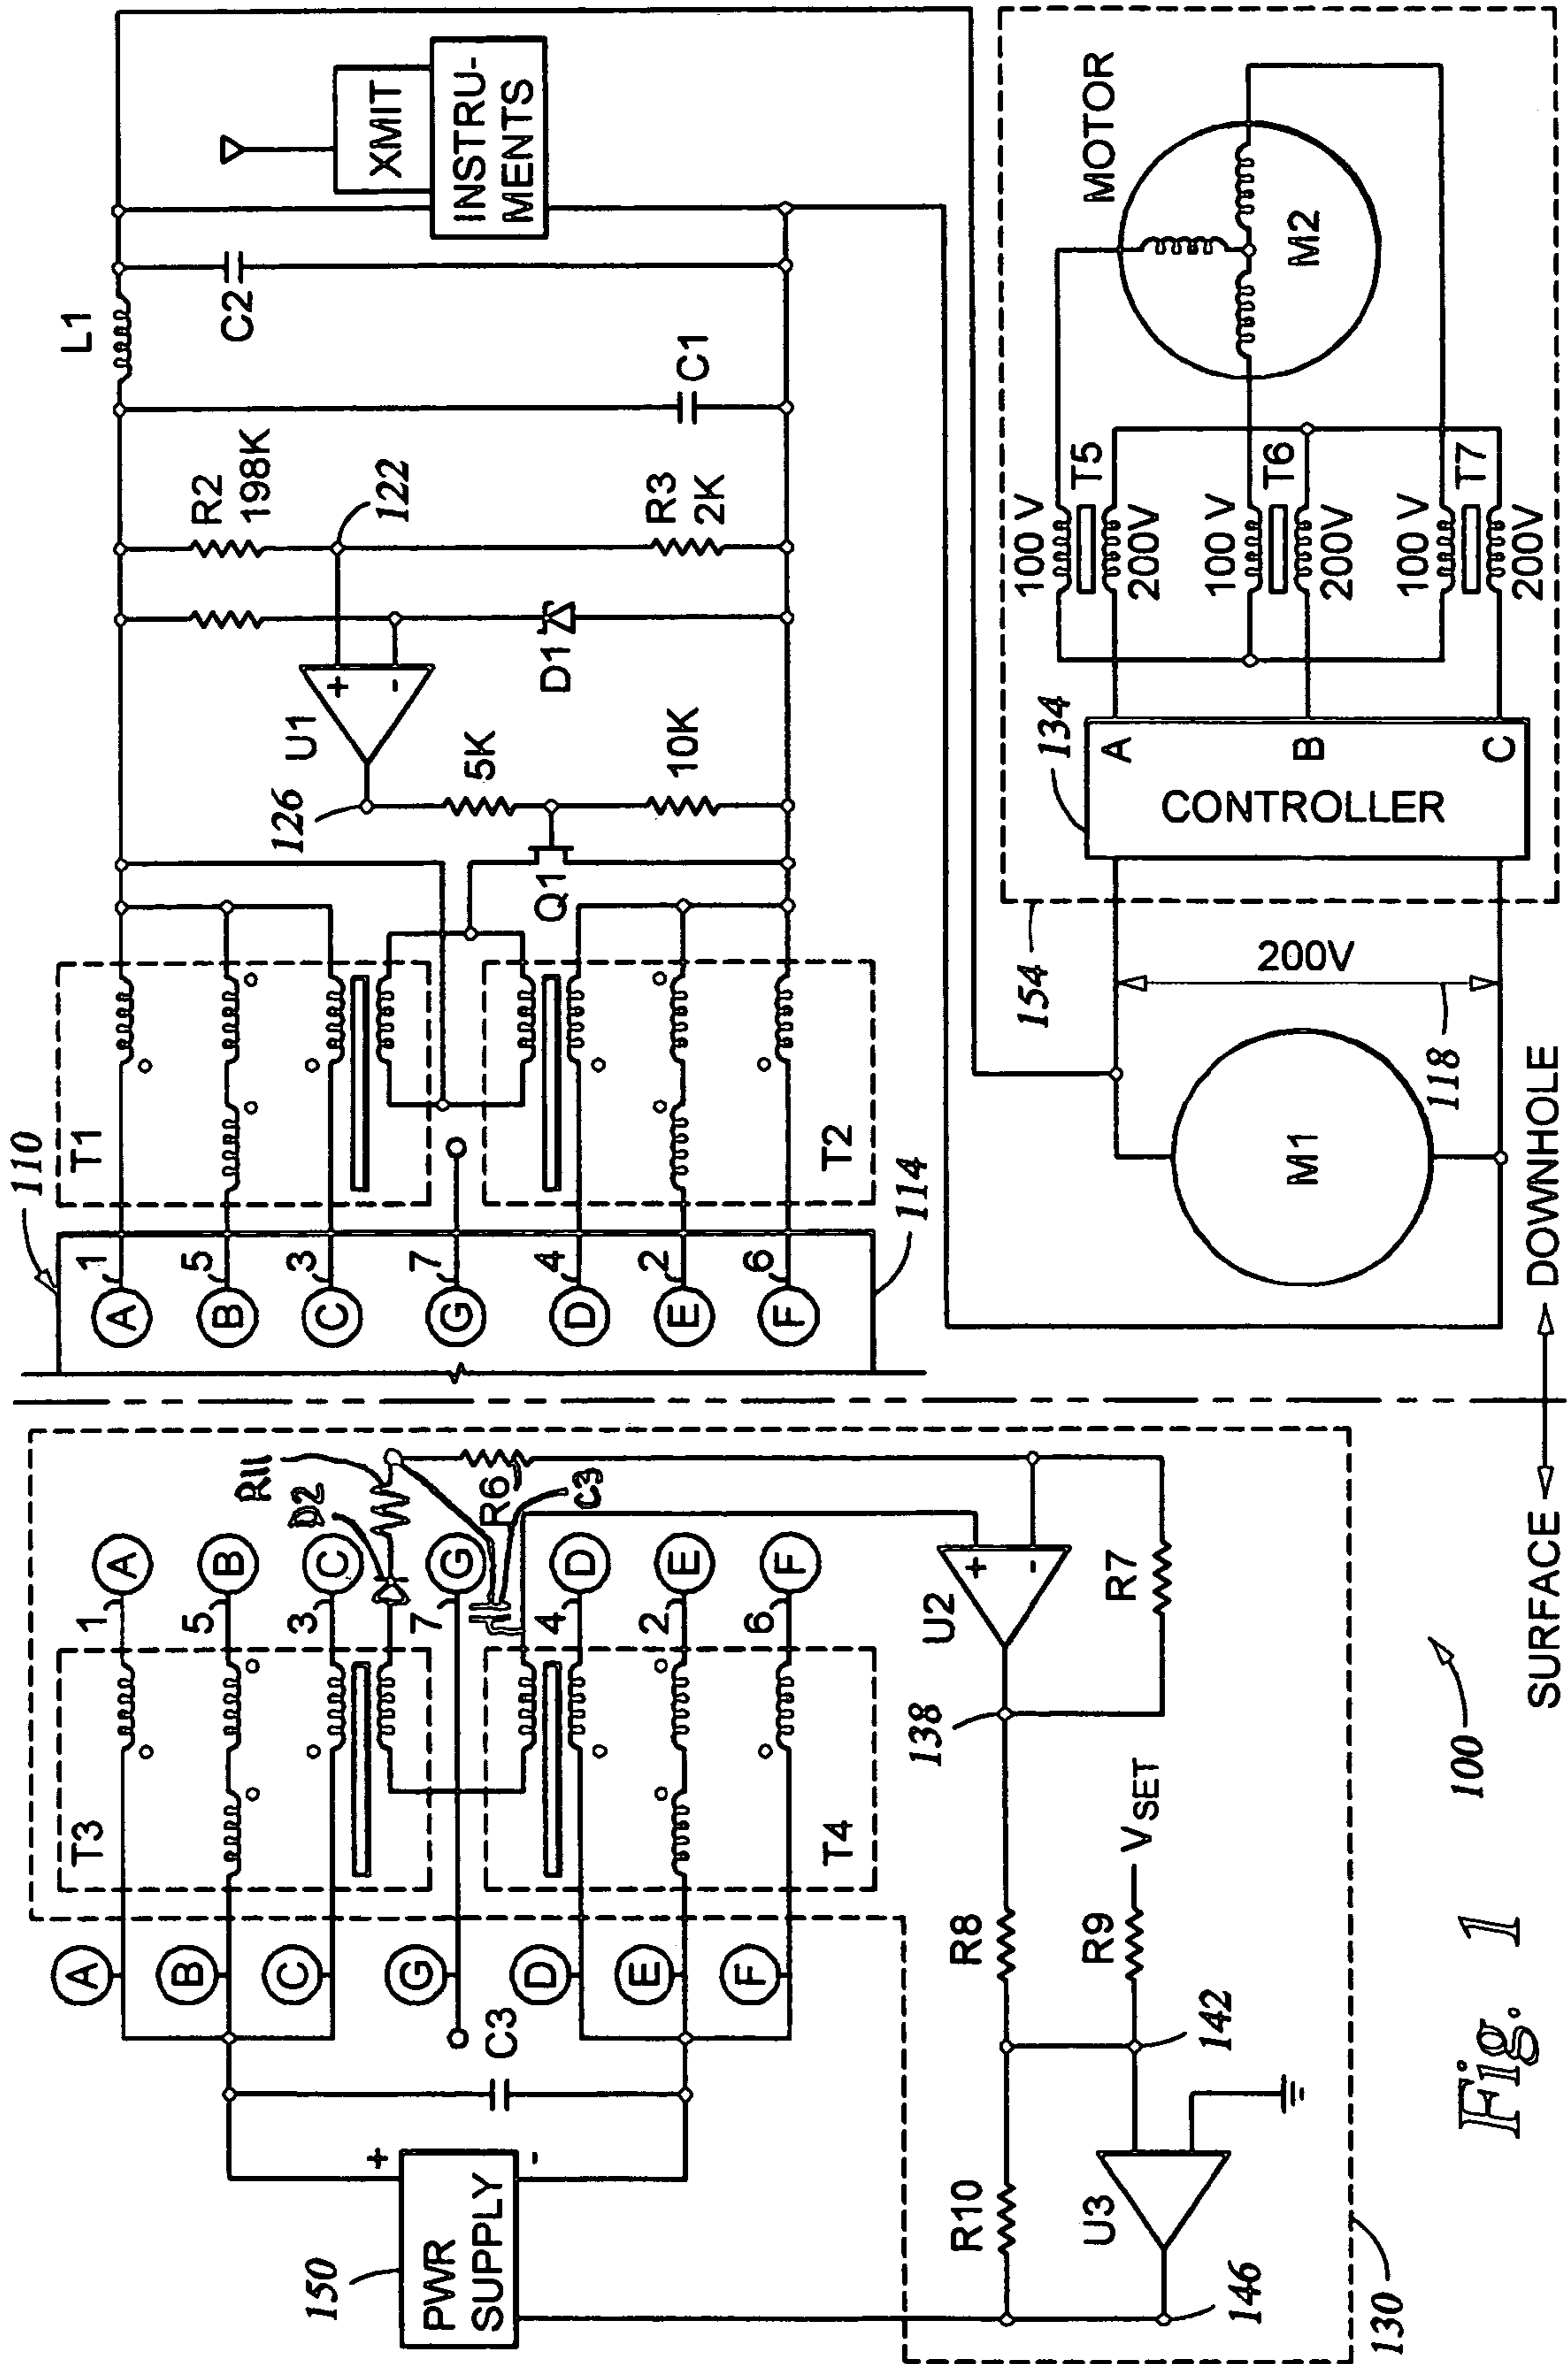 110
T1
T2
A 1
B 5
C 3
G 7
D 4
E 2
F 6
114
L1
C2
C1
XMIT
INSTRU-
MENTS
R2
198K
122
R3
2K
U1
+
-
D1
126
5K
10K
Q1
154
134
CONTROLLER
A
B
C
200V
118
M1
100 V
T5
200V
100 V
T6
200V
100 V
T7
200V
MOTOR
M2
SURFACE
DOWNHOLE
150
PWR
SUPPLY
+
-
C3
A
B
C
G
D
E
F
T3
T4
1 A
5 B
3 C
7 G
4 D
2 E
6 F
D2
R11
R6
C3
U2
+
-
R7
138
R8
R9
VSET
142
R10
U3
146
130
100
Fig. 1